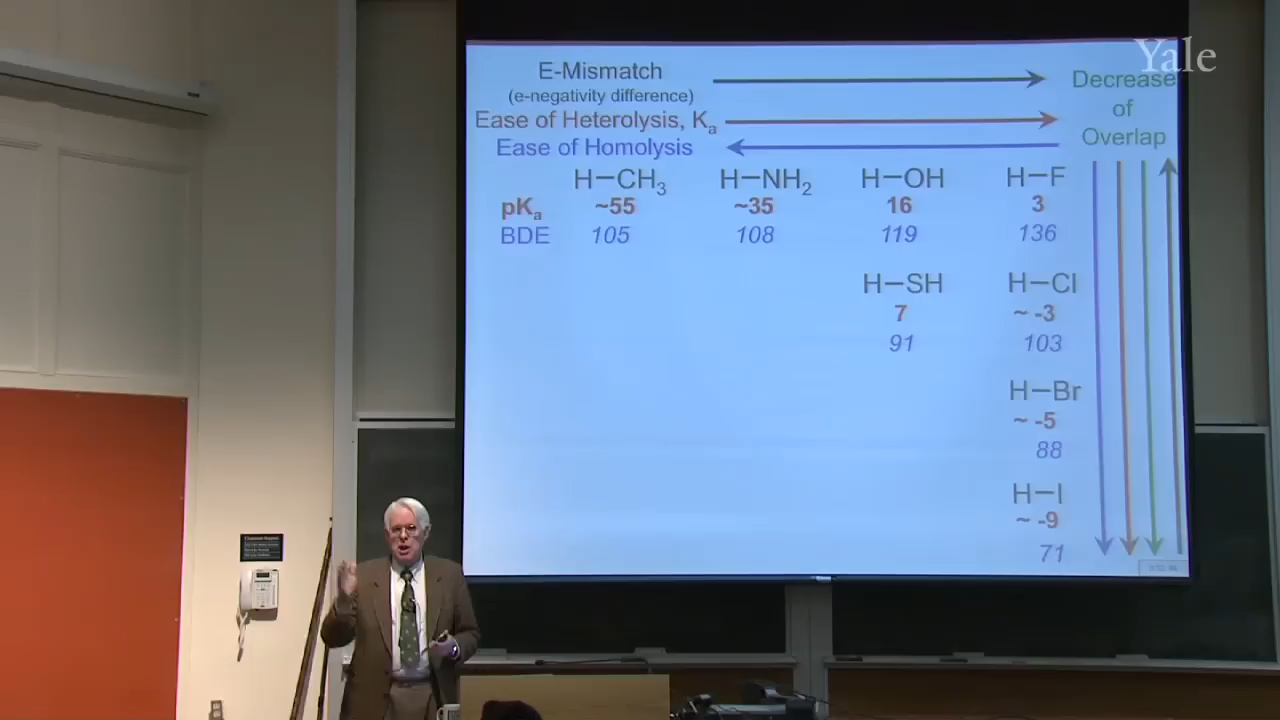 Yale
E-Mismatch
(e-negativity difference)
Ease of Heterolysis, Kₐ
Ease of Homolysis
Decrease
of
Overlap
H–CH₃ H–NH₂ H–OH H–F
pKₐ ~55 ~35 16 3
BDE 105 108 119 136
H–SH H–Cl
7 ~ -3
91 103
H–Br
~ -5
88
H–I
~ -9
71